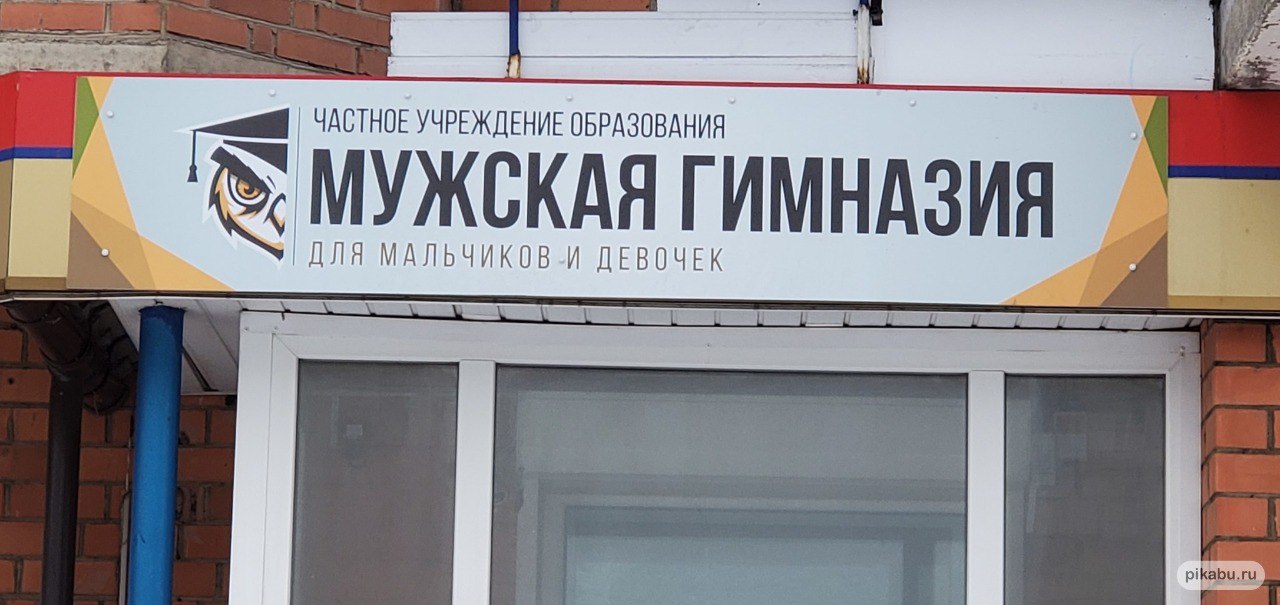 ЧАСТНОЕ УЧРЕЖДЕНИЕ ОБРАЗОВАНИЯ
МУЖСКАЯ ГИМНАЗИЯ
ДЛЯ МАЛЬЧИКОВ И ДЕВОЧЕК
pikabu.ru